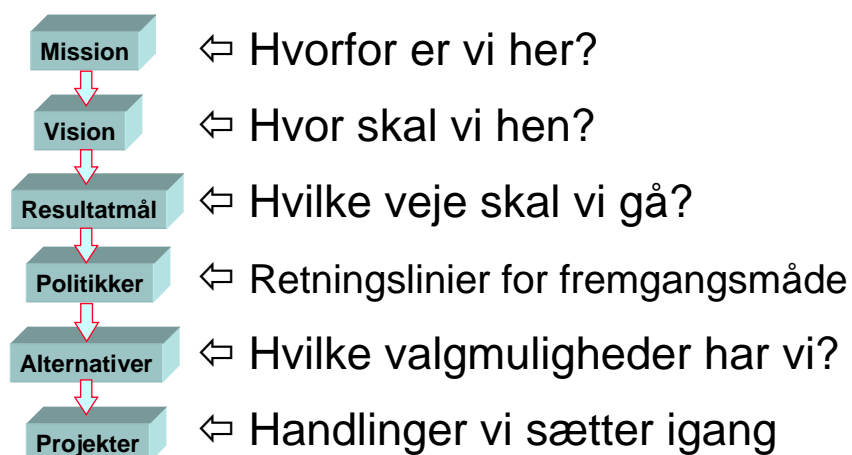 Mission ⇦ Hvorfor er vi her?
Vision ⇦ Hvor skal vi hen?
Resultatmål ⇦ Hvilke veje skal vi gå?
Politikker ⇦ Retningslinier for fremgangsmåde
Alternativer ⇦ Hvilke valgmuligheder har vi?
Projekter ⇦ Handlinger vi sætter igang